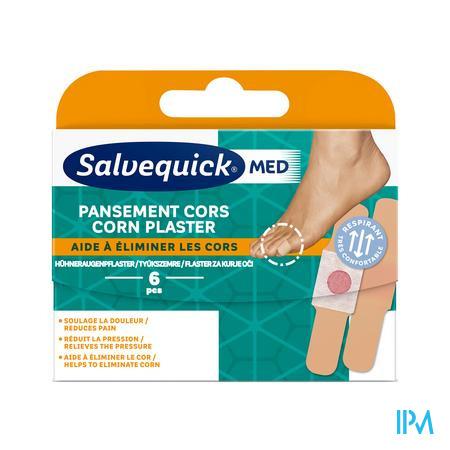 Salvequick® MED
PANSEMENT CORS
CORN PLASTER
AIDE À ÉLIMINER LES CORS
HÜHNERAUGENPFLASTER / TYÚKSZEMRE / FLASTER ZA KURJE OČI
6
pcs
RESPIRANT
TRÈS CONFORTABLE
• SOULAGE LA DOULEUR /
REDUCES PAIN
• RÉDUIT LA PRESSION /
RELIEVES THE PRESSURE
• AIDE À ÉLIMINER LE COR /
HELPS TO ELIMINATE CORN
IPM